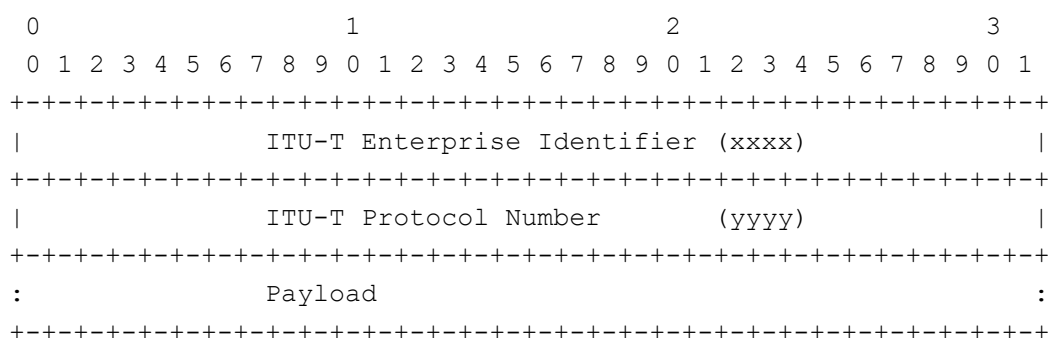 0                   1                   2                   3
 0 1 2 3 4 5 6 7 8 9 0 1 2 3 4 5 6 7 8 9 0 1 2 3 4 5 6 7 8 9 0 1
+-+-+-+-+-+-+-+-+-+-+-+-+-+-+-+-+-+-+-+-+-+-+-+-+-+-+-+-+-+-+-+-+
|               ITU-T Enterprise Identifier (xxxx)              |
+-+-+-+-+-+-+-+-+-+-+-+-+-+-+-+-+-+-+-+-+-+-+-+-+-+-+-+-+-+-+-+-+
|               ITU-T Protocol Number       (yyyy)              |
+-+-+-+-+-+-+-+-+-+-+-+-+-+-+-+-+-+-+-+-+-+-+-+-+-+-+-+-+-+-+-+-+
:               Payload                                         :
+-+-+-+-+-+-+-+-+-+-+-+-+-+-+-+-+-+-+-+-+-+-+-+-+-+-+-+-+-+-+-+-+